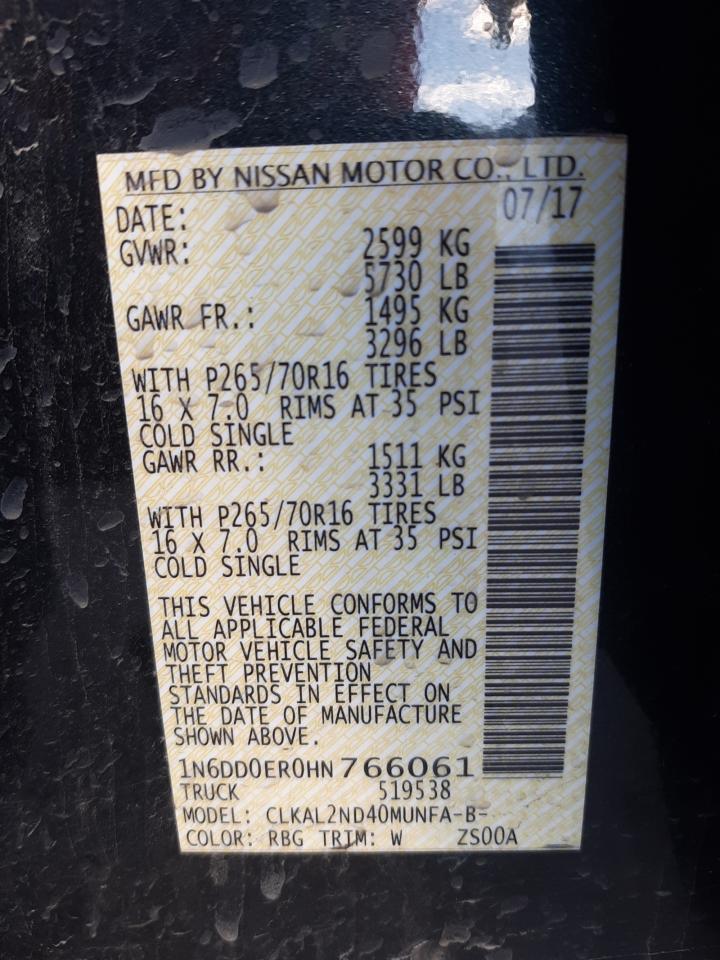 MFD BY NISSAN MOTOR CO., LTD.
DATE: 07/17
GVWR: 2599 KG
5730 LB
GAWR FR.: 1495 KG
3296 LB
WITH P265/70R16 TIRES
16 X 7.0 RIMS AT 35 PSI
COLD SINGLE
GAWR RR.: 1511 KG
3331 LB
WITH P265/70R16 TIRES
16 X 7.0 RIMS AT 35 PSI
COLD SINGLE
THIS VEHICLE CONFORMS TO
ALL APPLICABLE FEDERAL
MOTOR VEHICLE SAFETY AND
THEFT PREVENTION
STANDARDS IN EFFECT ON
THE DATE OF MANUFACTURE
SHOWN ABOVE.
1N6DD0ER0HN766061
TRUCK 519538
MODEL: CLKAL2ND40MUNFA-B-
COLOR: RBG TRIM: W ZS00A